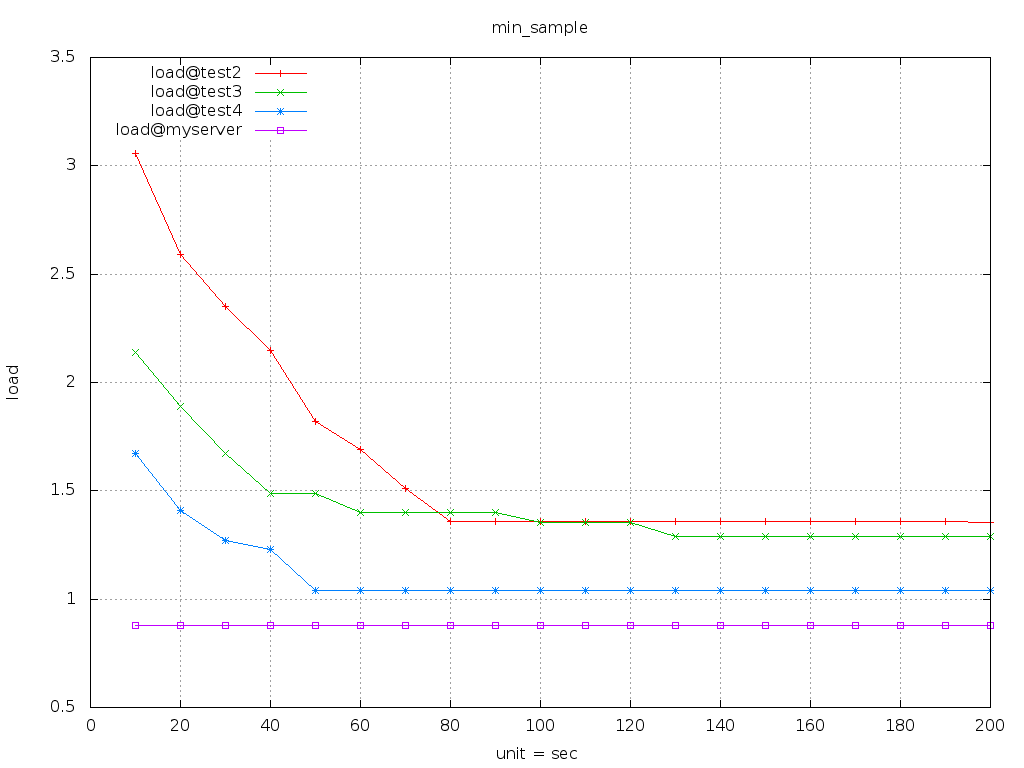 min_sample
3.5
3
2.5
2
1.5
1
0.5
load
load@test2
load@test3
load@test4
load@myserver
0 20 40 60 80 100 120 140 160 180 200
unit = sec